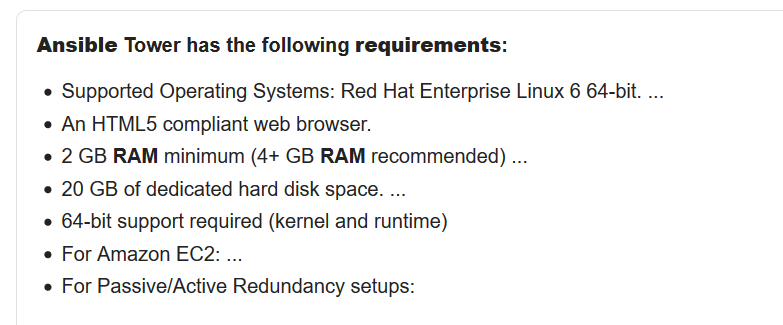 Ansible Tower has the following requirements:
• Supported Operating Systems: Red Hat Enterprise Linux 6 64-bit. ...
• An HTML5 compliant web browser.
• 2 GB RAM minimum (4+ GB RAM recommended) ...
• 20 GB of dedicated hard disk space. ...
• 64-bit support required (kernel and runtime)
• For Amazon EC2: ...
• For Passive/Active Redundancy setups: